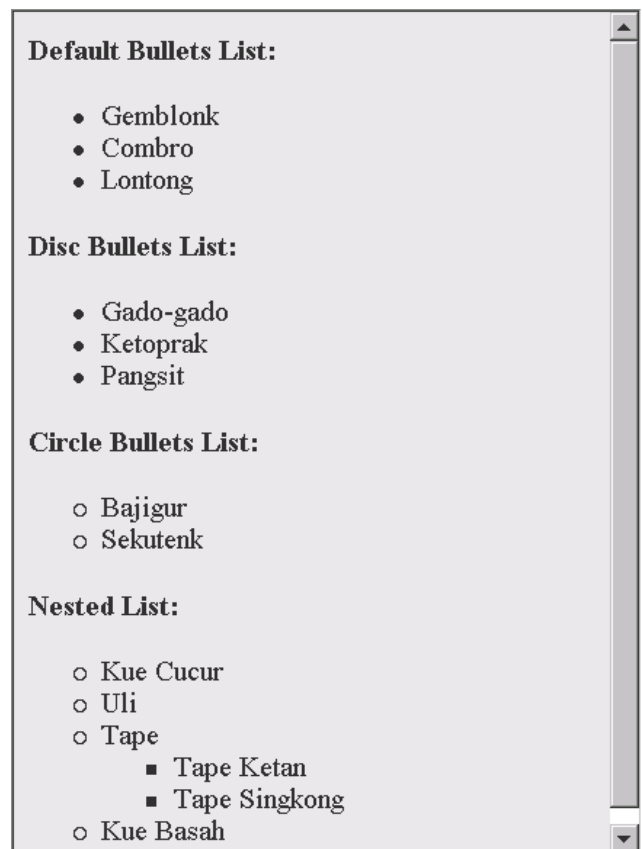 Default Bullets List:
Gemblonk
Combro
Lontong
Disc Bullets List:
Gado-gado
Ketoprak
Pangsit
Circle Bullets List:
Bajigur
Sekutenk
Nested List:
Kue Cucur
Uli
Tape
Tape Ketan
Tape Singkong
Kue Basah